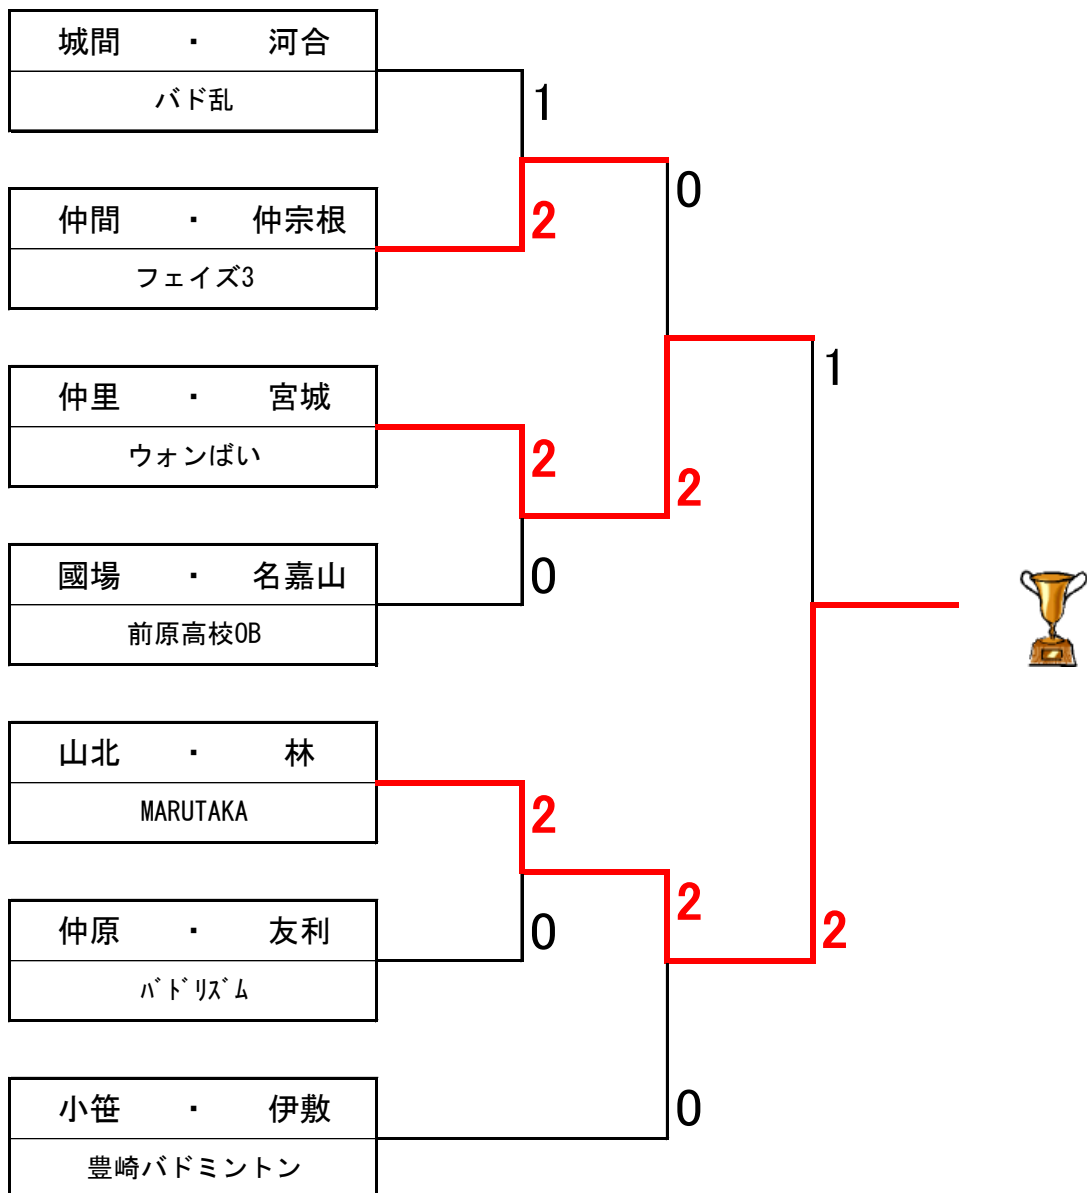 城間 ・ 河合
バド乱
1
0
仲間 ・ 仲宗根
2
フェイズ3
1
仲里 ・ 宮城
ウォンばい
2
2
國場 ・ 名嘉山
0
前原高校OB
山北 ・ 林
MARUTAKA
2
2
仲原 ・ 友利
0
2
バドリズム
小笹 ・ 伊敷
0
豊崎バドミントン